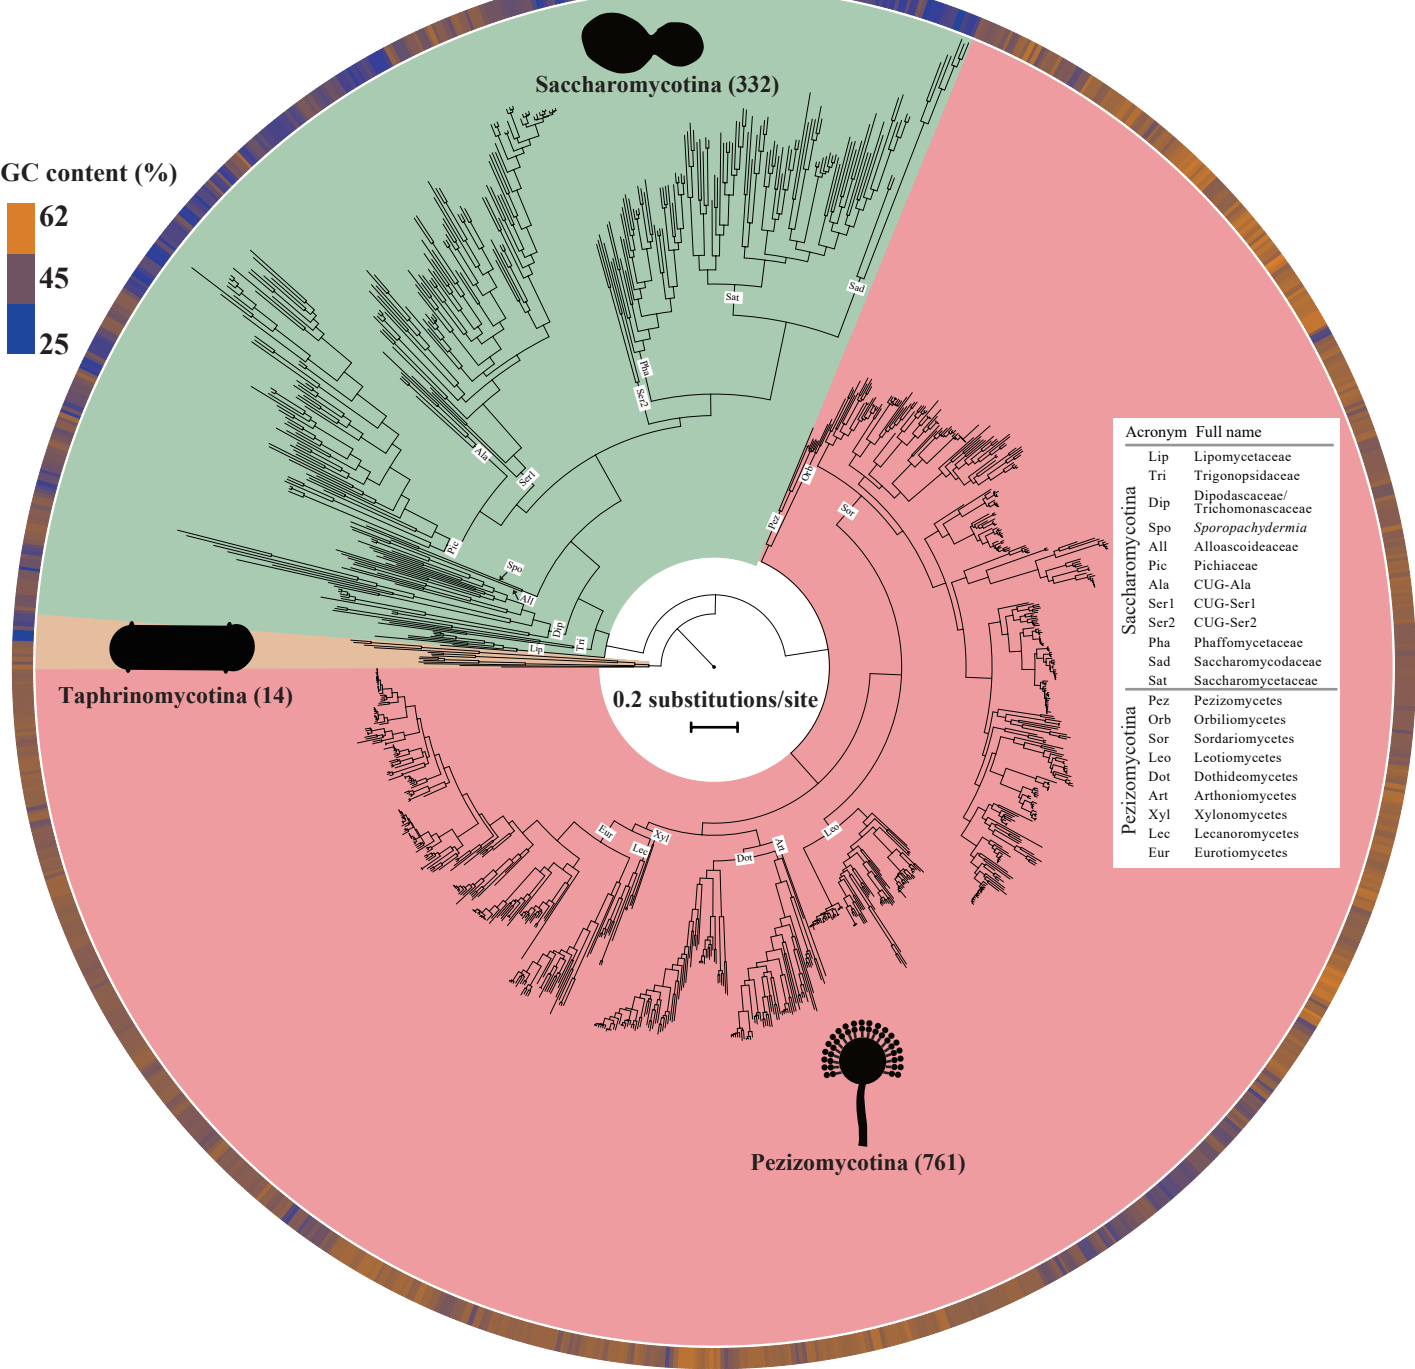 Saccharomycotina (332)
GC content (%)
62
45
25
Sat
Sad
Pha
Ser2
Ala
Ser1
Pic
Spo
All
Dip
Tri
Lip
Pez
Orb
Sor
Taphrinomycotina (14)
0.2 substitutions/site
Eur
Xyl
Lec
Dot
Art
Leo
Pezizomycotina (761)
Acronym Full name
Saccharomycotina
Lip Lipomycetaceae
Tri Trigonopsidaceae
Dip Dipodascaceae/
Trichomonascaceae
Spo Sporopachydermia
All Alloascoideaceae
Pic Pichiaceae
Ala CUG-Ala
Ser1 CUG-Ser1
Ser2 CUG-Ser2
Pha Phaffomycetaceae
Sad Saccharomycodaceae
Sat Saccharomycetaceae
Pezizomycotina
Pez Pezizomycetes
Orb Orbiliomycetes
Sor Sordariomycetes
Leo Leotiomycetes
Dot Dothideomycetes
Art Arthoniomycetes
Xyl Xylonomycetes
Lec Lecanoromycetes
Eur Eurotiomycetes